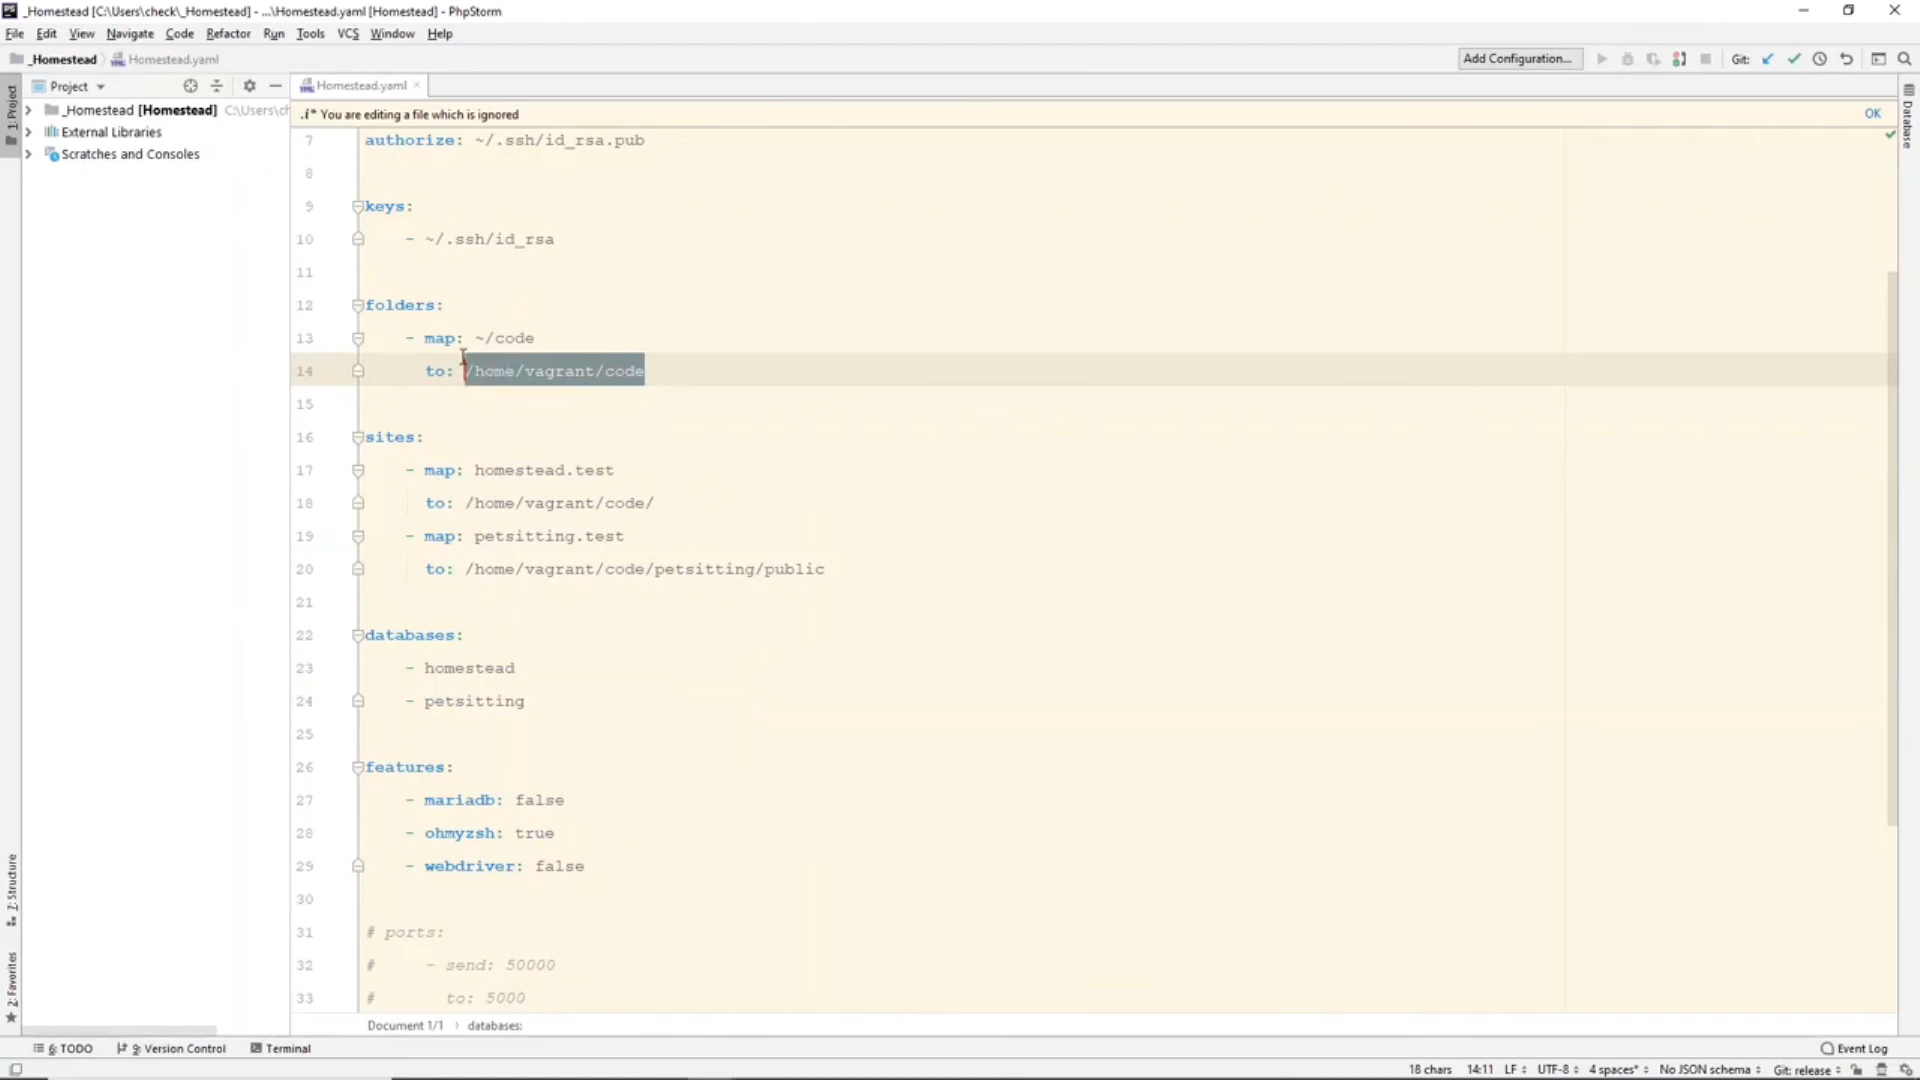 _Homestead [C:\Users\check\_Homestead] - ...\Homestead.yaml [Homestead] - PhpStorm
File Edit View Navigate Code Refactor Run Tools VCS Window Help
_Homestead Homestead.yaml Add Configuration... Git:
Project Homestead.yaml
1: Project
_Homestead [Homestead] C:\Users\ch
External Libraries
Scratches and Consoles
.i* You are editing a file which is ignored OK
Database
7 authorize: ~/.ssh/id_rsa.pub
8
9 keys:
10 - ~/.ssh/id_rsa
11
12 folders:
13 - map: ~/code
14 to: /home/vagrant/code
15
16 sites:
17 - map: homestead.test
18 to: /home/vagrant/code/
19 - map: petsitting.test
20 to: /home/vagrant/code/petsitting/public
21
22 databases:
23 - homestead
24 - petsitting
25
26 features:
27 - mariadb: false
28 - ohmyzsh: true
29 - webdriver: false
30
31 # ports:
32 # - send: 50000
33 # to: 5000
Z: Structure
2: Favorites
Document 1/1 › databases:
6: TODO 9: Version Control Terminal Event Log
18 chars 14:11 LF UTF-8 4 spaces* No JSON schema Git: release